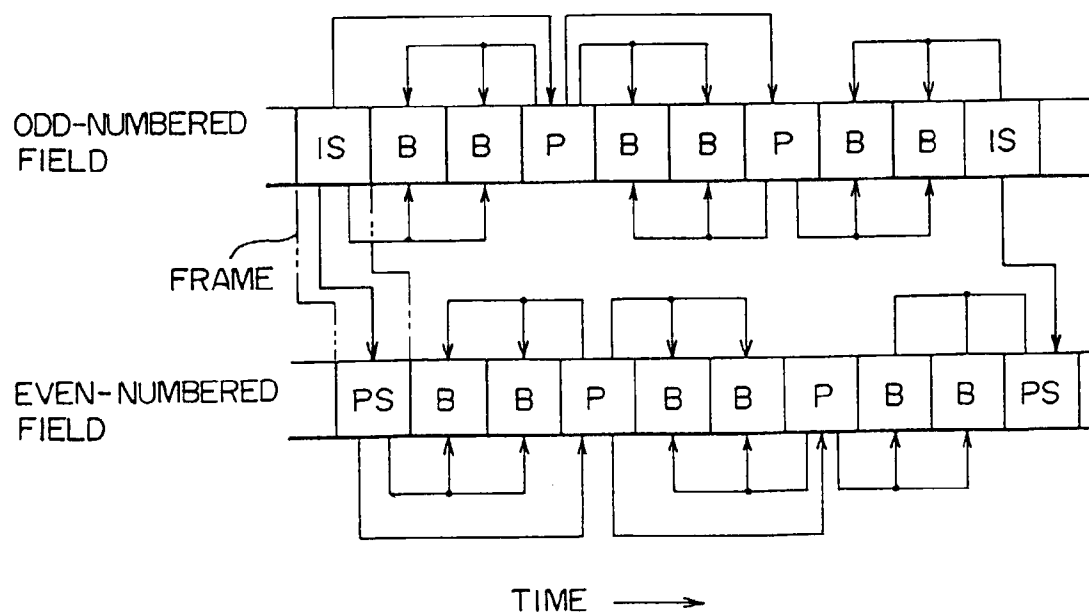 ODD-NUMBERED
FIELD
IS B B P B B P B B IS
FRAME
EVEN-NUMBERED
FIELD
PS B B P B B P B B PS
TIME